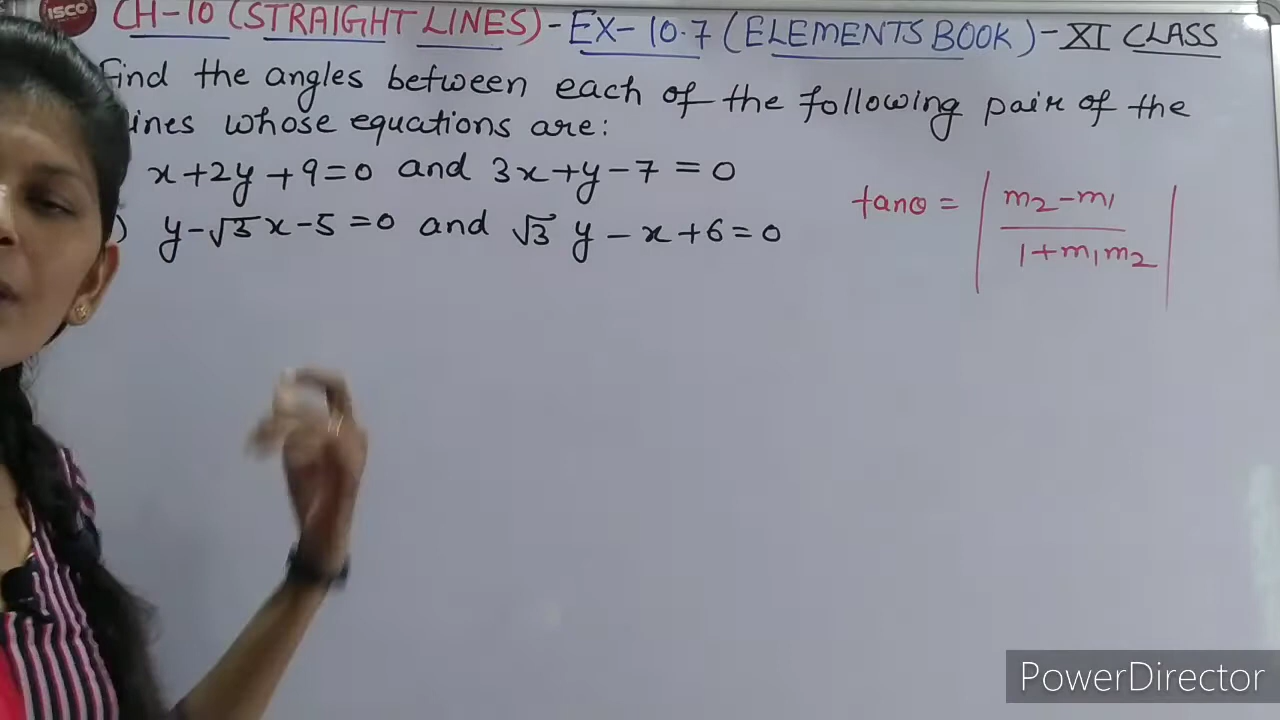 ISCO
CH-10 (STRAIGHT LINES)-EX-10.7 (ELEMENTS BOOK)-XI CLASS
Find the angles between each of the following pair of the
lines whose equations are:
x+2y+9=0 and 3x+y-7=0
) y-√3x-5=0 and √3 y-x+6=0
tanθ = | m2-m1 / 1+m1m2 |
PowerDirector